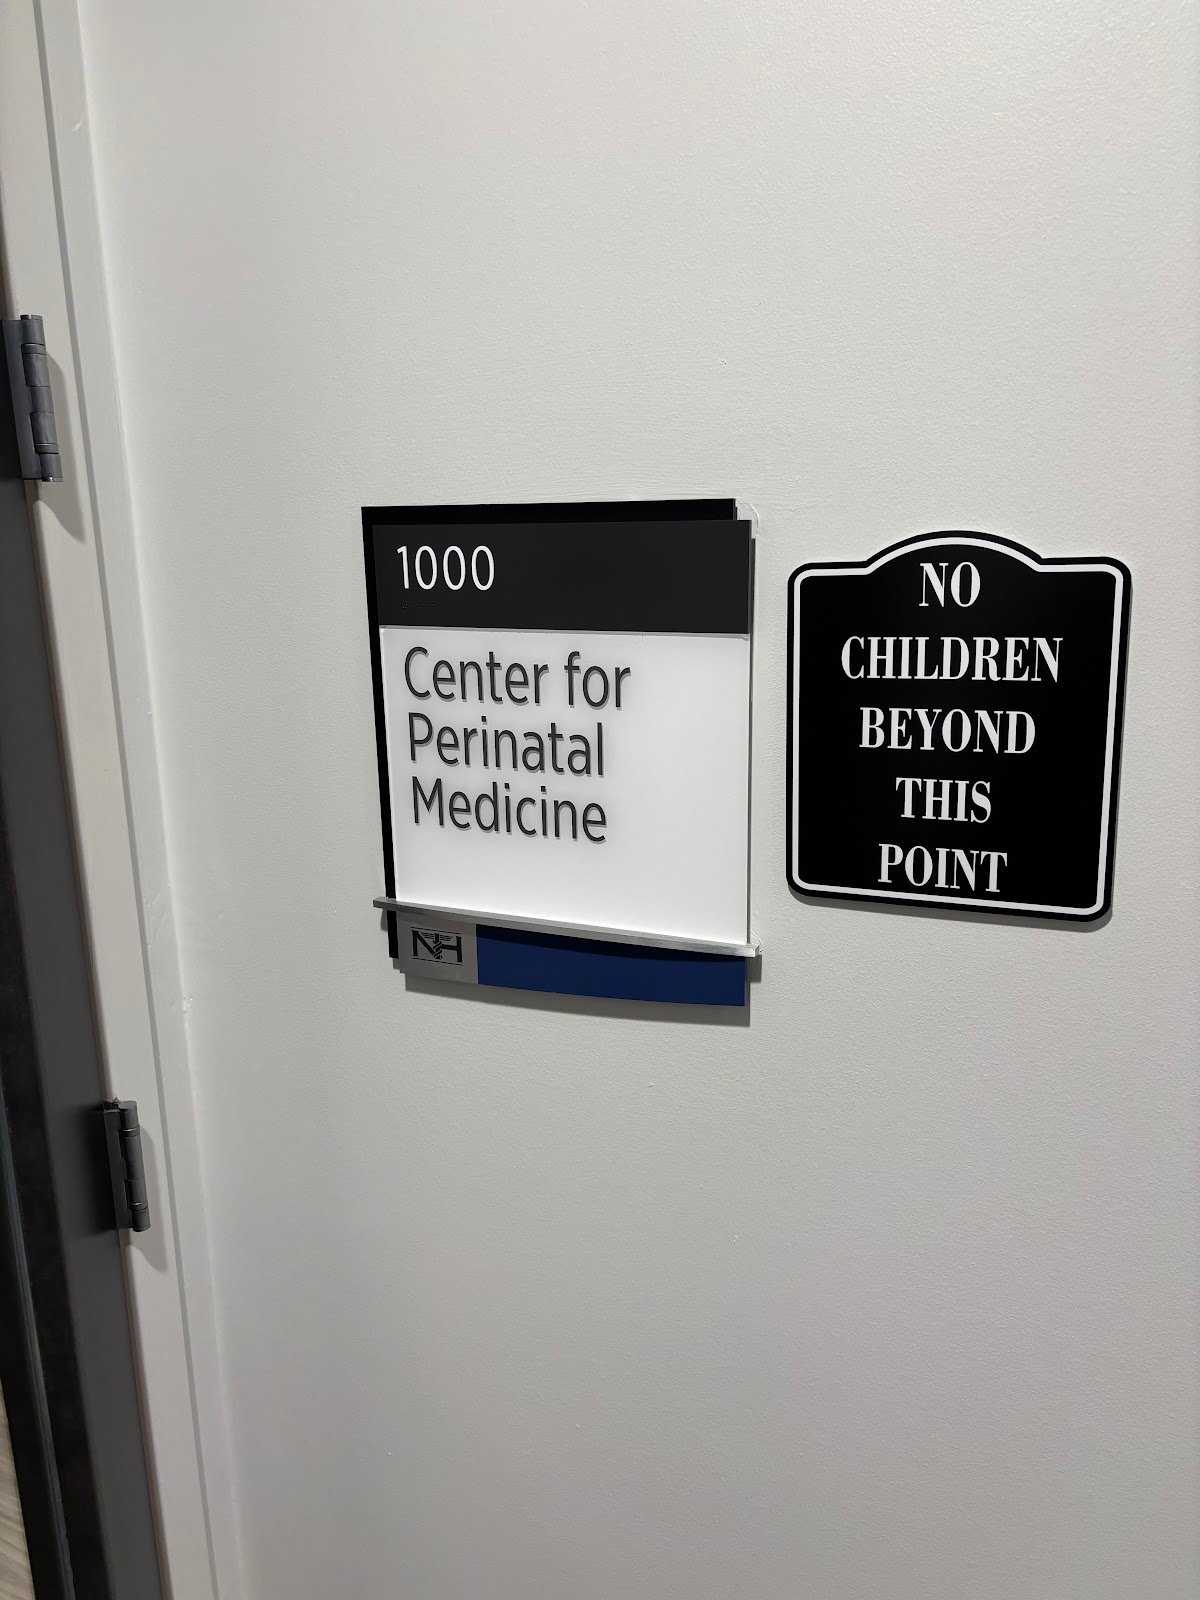 1000
Center for
Perinatal
Medicine
NH
NO
CHILDREN
BEYOND
THIS
POINT